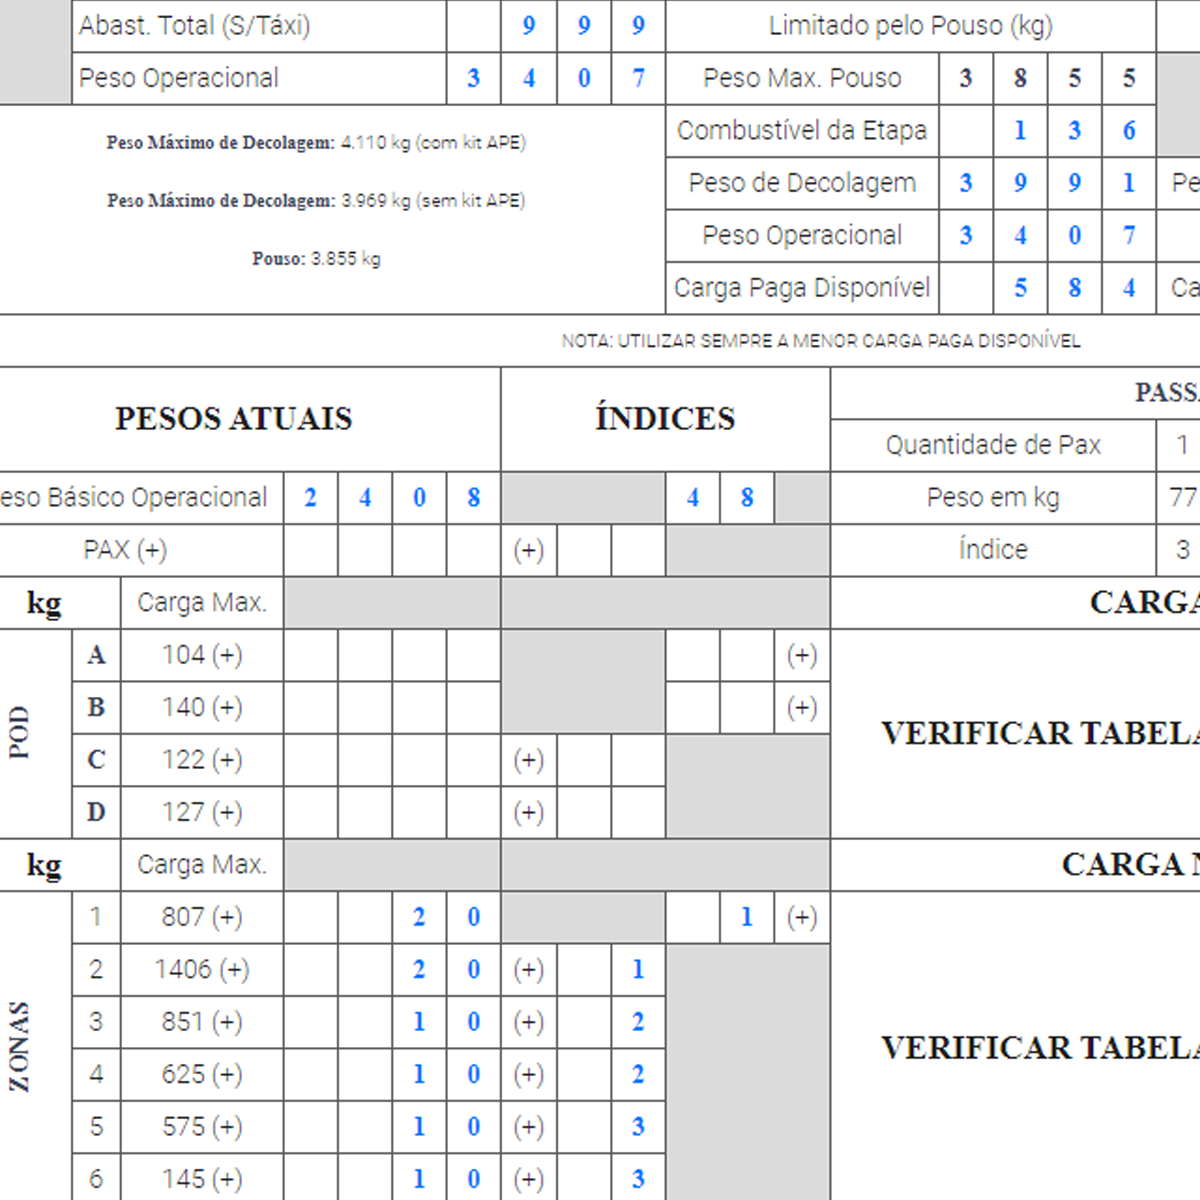 Abast. Total (S/Táxi) 9 9 9 Limitado pelo Pouso (kg)
Peso Operacional 3 4 0 7 Peso Max. Pouso 3 8 5 5
Peso Máximo de Decolagem: 4.110 kg (com kit APE)
Combustível da Etapa 1 3 6
Peso Máximo de Decolagem: 3.969 kg (sem kit APE)
Peso de Decolagem 3 9 9 1 Pe
Pouso: 3.855 kg
Peso Operacional 3 4 0 7
Carga Paga Disponível 5 8 4 Ca
NOTA: UTILIZAR SEMPRE A MENOR CARGA PAGA DISPONÍVEL
PESOS ATUAIS ÍNDICES PASSA
Quantidade de Pax 1
eso Básico Operacional 2 4 0 8 4 8 Peso em kg 77
PAX (+) (+) Índice 3
kg Carga Max. CARGA
POD
A 104 (+) (+)
B 140 (+) (+)
VERIFICAR TABELA
C 122 (+) (+)
D 127 (+) (+)
kg Carga Max. CARGA N
ZONAS
1 807 (+) 2 0 1 (+)
2 1406 (+) 2 0 (+) 1
3 851 (+) 1 0 (+) 2
VERIFICAR TABELA
4 625 (+) 1 0 (+) 2
5 575 (+) 1 0 (+) 3
6 145 (+) 1 0 (+) 3